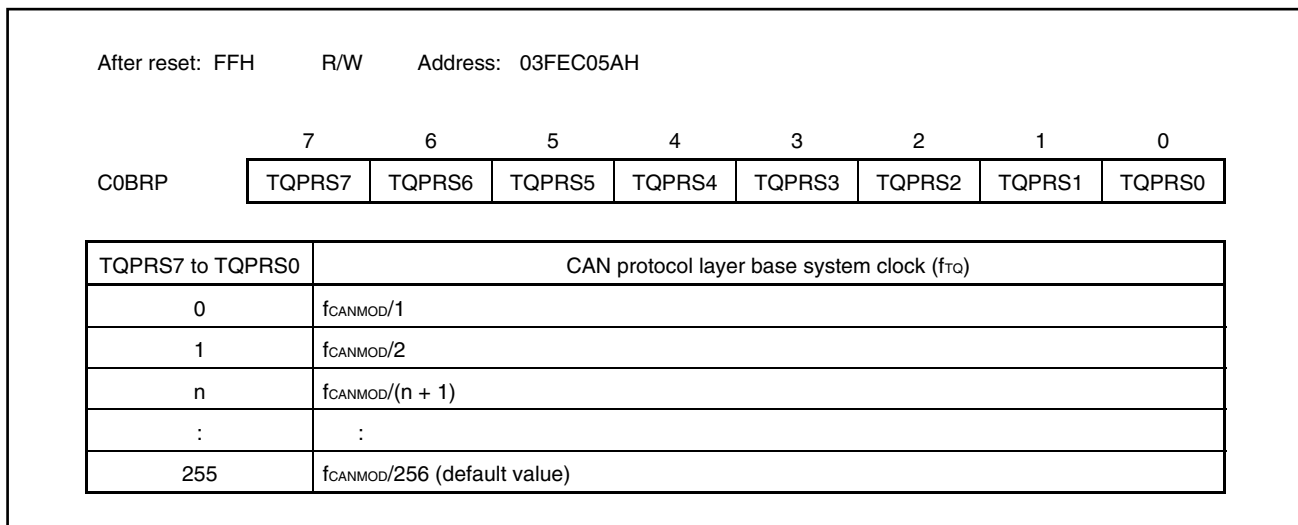 After reset: FFH R/W Address: 03FEC05AH
7 6 5 4 3 2 1 0
C0BRP TQPRS7 TQPRS6 TQPRS5 TQPRS4 TQPRS3 TQPRS2 TQPRS1 TQPRS0
TQPRS7 to TQPRS0 CAN protocol layer base system clock (fTQ)
0 fCANMOD/1
1 fCANMOD/2
n fCANMOD/(n + 1)
: :
255 fCANMOD/256 (default value)